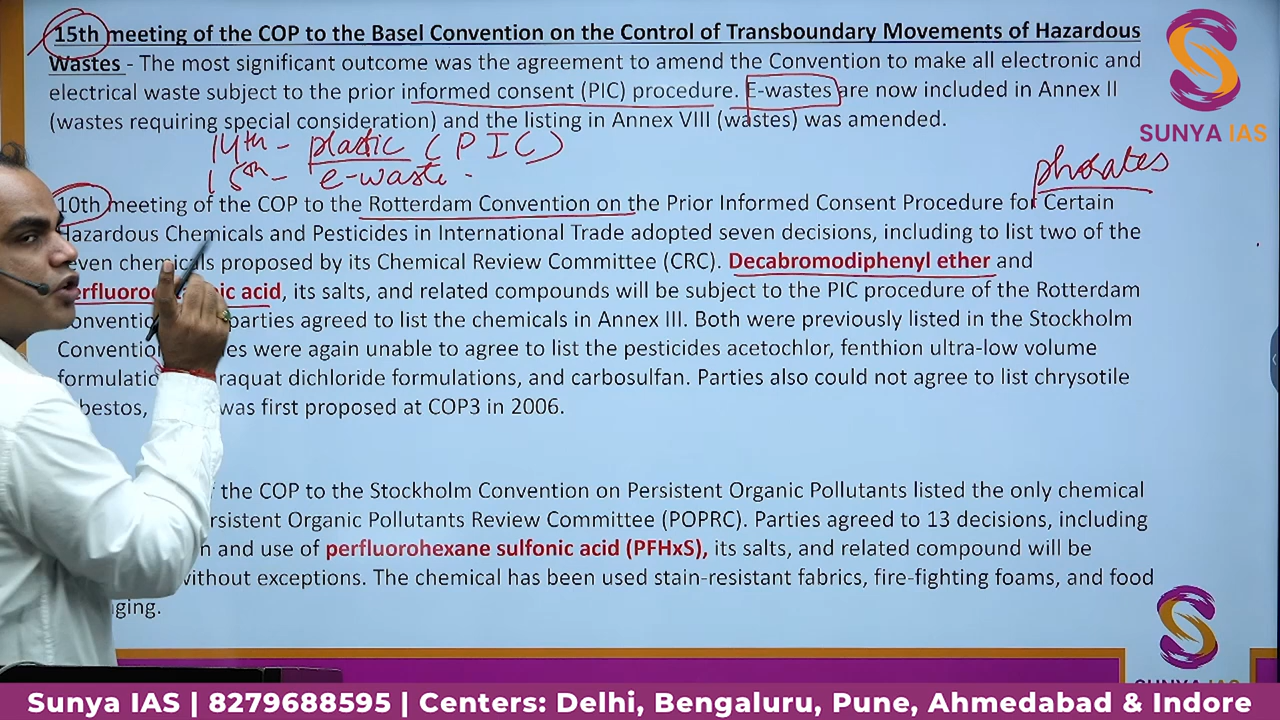 15th meeting of the COP to the Basel Convention on the Control of Transboundary Movements of Hazardous
Wastes - The most significant outcome was the agreement to amend the Convention to make all electronic and
electrical waste subject to the prior informed consent (PIC) procedure. E-wastes are now included in Annex II
(wastes requiring special consideration) and the listing in Annex VIII (wastes) was amended.
SUNYA IAS
14th - plastic (PIC)
15th - e-waste.
phorates
10th meeting of the COP to the Rotterdam Convention on the Prior Informed Consent Procedure for Certain
Hazardous Chemicals and Pesticides in International Trade adopted seven decisions, including to list two of the
even chemicals proposed by its Chemical Review Committee (CRC). Decabromodiphenyl ether and
acid, its salts, and related compounds will be subject to the PIC procedure of the Rotterdam
parties agreed to list the chemicals in Annex III. Both were previously listed in the Stockholm
were again unable to agree to list the pesticides acetochlor, fenthion ultra-low volume
dichloride formulations, and carbosulfan. Parties also could not agree to list chrysotile
was first proposed at COP3 in 2006.
the COP to the Stockholm Convention on Persistent Organic Pollutants listed the only chemical
Organic Pollutants Review Committee (POPRC). Parties agreed to 13 decisions, including
and use of perfluorohexane sulfonic acid (PFHxS), its salts, and related compound will be
without exceptions. The chemical has been used stain-resistant fabrics, fire-fighting foams, and food
ging.
Sunya IAS | 8279688595 | Centers: Delhi, Bengaluru, Pune, Ahmedabad & Indore